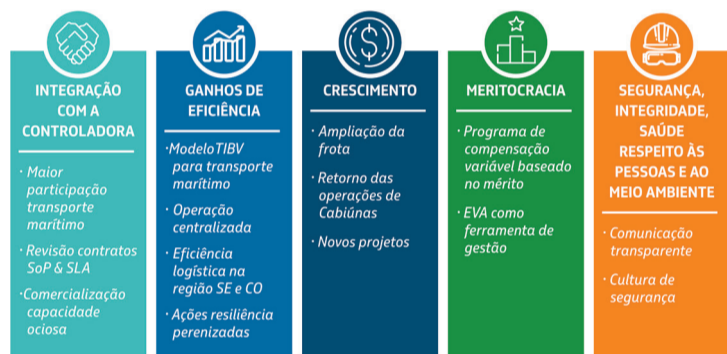 INTEGRAÇÃO
COM A
CONTROLADORA
· Maior
participação
transporte
marítimo
· Revisão contratos
SoP & SLA
·Comercialização
capacidade
ociosa
GANHOS DE
EFICIÊNCIA
·ModeloTIBV
para transporte
marítimo
· Operação
centralizada
· Eficiência
logística na
região SE e CO
· Ações resiliência
perenizadas
CRESCIMENTO
· Ampliação da
frota
· Retorno das
operações de
Cabiúnas
· Novos projetos
MERITOCRACIA
· Programa de
compensação
variável baseado
no mérito
· EVA como
ferramenta de
gestão
SEGURANÇA,
INTEGRIDADE,
SAÚDE
RESPEITO ÀS
PESSOAS E AO
MEIO AMBIENTE
· Comunicação
transparente
· Cultura de
segurança